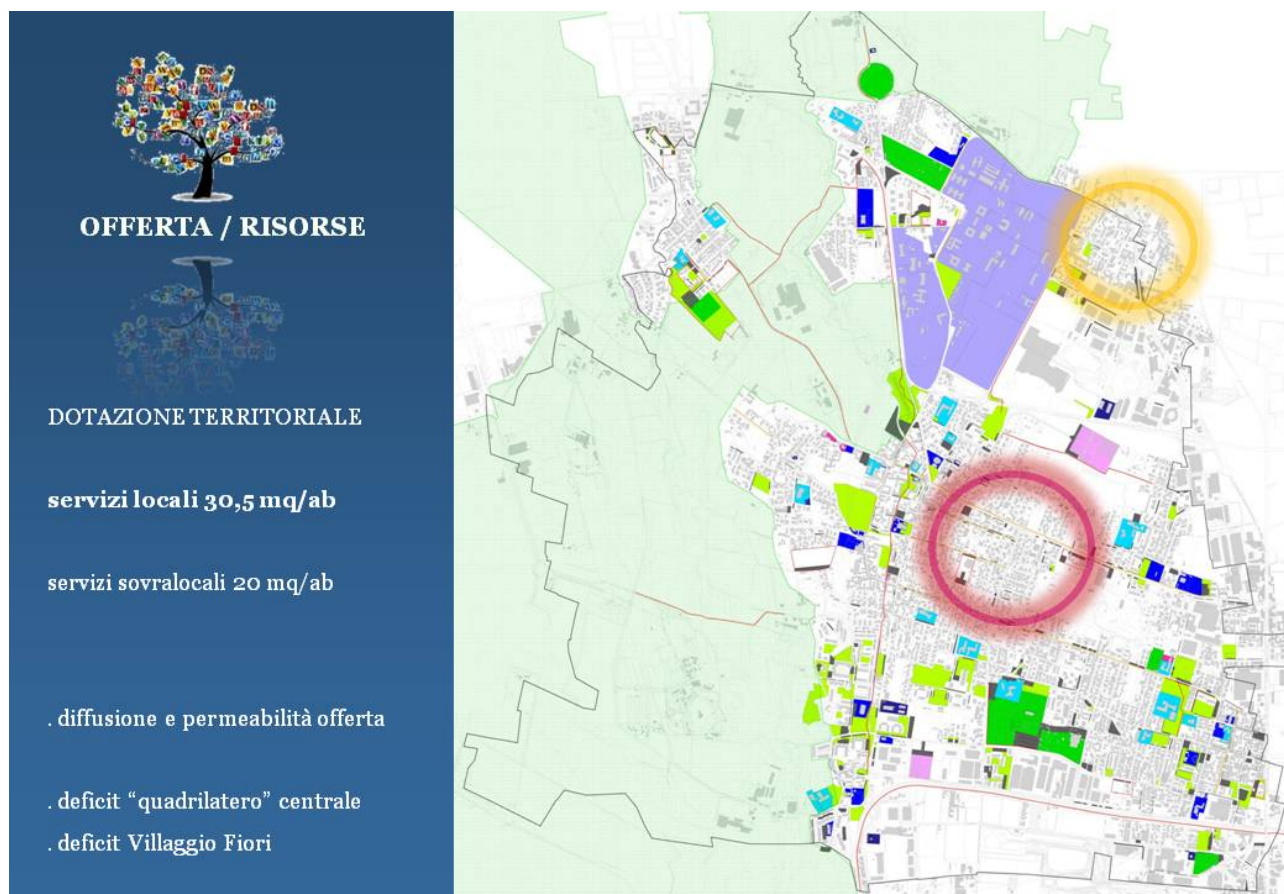 OFFERTA / RISORSE
DOTAZIONE TERRITORIALE
servizi locali 30,5 mq/ab
servizi sovralocali 20 mq/ab
. diffusione e permeabilità offerta
. deficit “quadrilatero” centrale
. deficit Villaggio Fiori